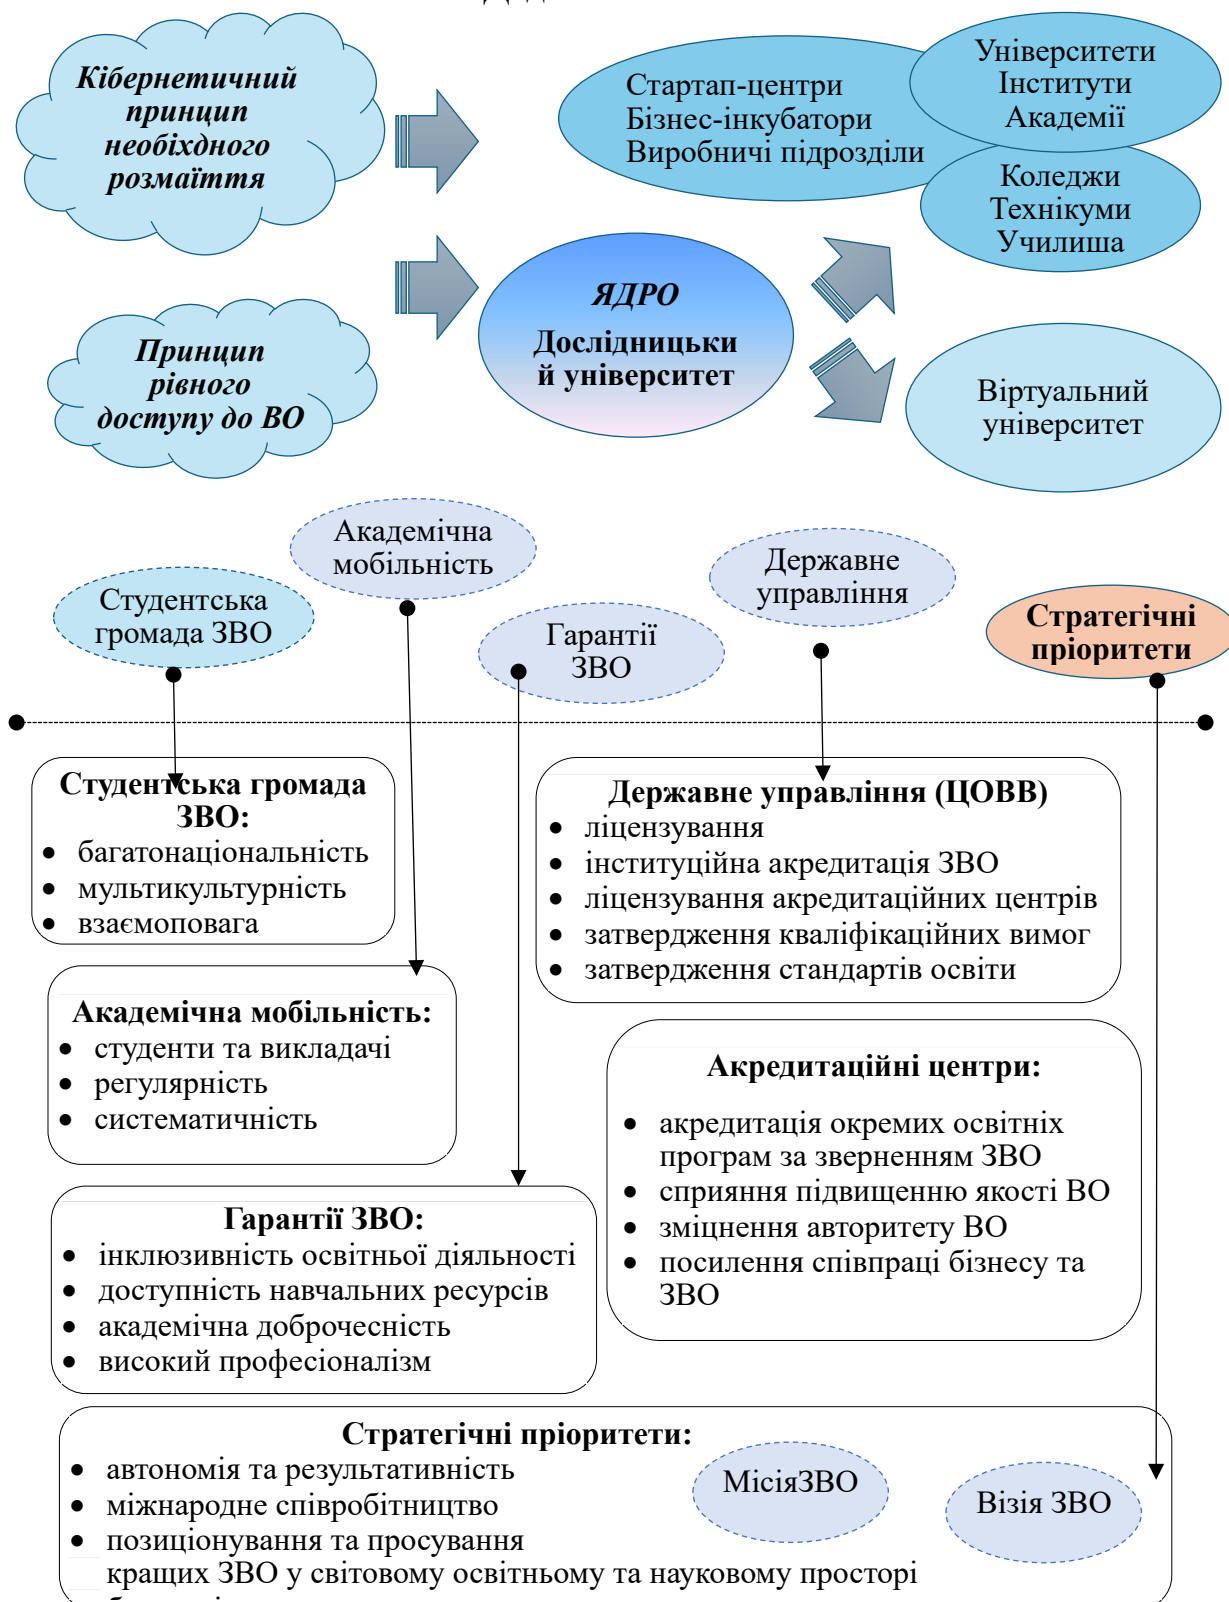 Кібернетичний
принцип
необіхдного
розмаїття
Стартап-центри
Бізнес-інкубатори
Виробничі підрозділи
Університети
Інститути
Академії
Коледжи
Технікуми
Училиша
ЯДРО
Дослідницьки
й університет
Принцип
рівного
доступу до ВО
Віртуальний
університет
Академічна
мобільність
Державне
управління
Студентська
громада ЗВО
Гарантії
ЗВО
Стратегічні
пріоритети
Студентська громада
ЗВО:
• багатонаціональність
• мультикультурність
• взаємоповага
Державне управління (ЦОВВ)
• ліцензування
• інституційна акредитація ЗВО
• ліцензування акредитаційних центрів
• затвердження кваліфікаційних вимог
• затвердження стандартів освіти
Академічна мобільність:
• студенти та викладачі
• регулярність
• систематичність
Акредитаційні центри:
• акредитація окремих освітніх
програм за зверненням ЗВО
• сприяння підвищенню якості ВО
• зміцнення авторитету ВО
• посилення співпраці бізнесу та
ЗВО
Гарантії ЗВО:
• інклюзивність освітньої діяльності
• доступність навчальних ресурсів
• академічна доброчесність
• високий професіоналізм
Стратегічні пріоритети:
• автономія та результативність
• міжнародне співробітництво
• позиціонування та просування
кращих ЗВО у світовому освітньому та науковому просторі
МісіяЗВО
Візія ЗВО